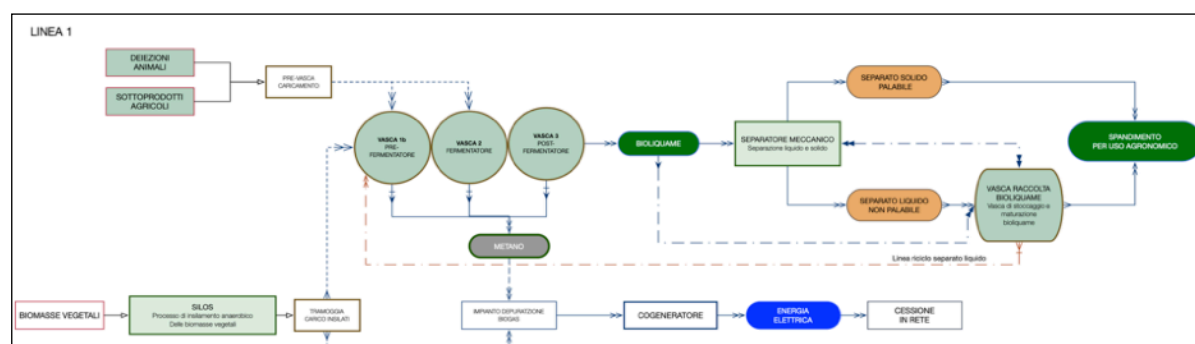 LINEA 1
DEIEZIONI
ANIMALI
SOTTOPRODOTTI
AGRICOLI
PRE-VASCA
CARICAMENTO
VASCA 1b
PRE-
FERMENTATORE
VASCA 2
FERMENTATORE
VASCA 3
POST-
FERMENTATORE
BIOLIQUAME
SEPARATORE MECCANICO
Separazione liquido e solido
SEPARATO SOLIDO
PALABILE
SEPARATO LIQUIDO
NON PALABILE
SPANDIMENTO
PER USO AGRONOMICO
VASCA RACCOLTA
BIOLIQUAME
Vasca di stoccaggio e
maturazione
bioliquame
METANO
Linea riciclo separato liquido
BIOMASSE VEGETALI
SILOS
Processo di insilamento anaerobico
Delle biomasse vegetali
TRAMOGGIA
CARICO INSILATI
IMPIANTO DEPURATZIONE
BIOGAS
COGENERATORE
ENERGIA
ELETTRICA
CESSIONE
IN RETE